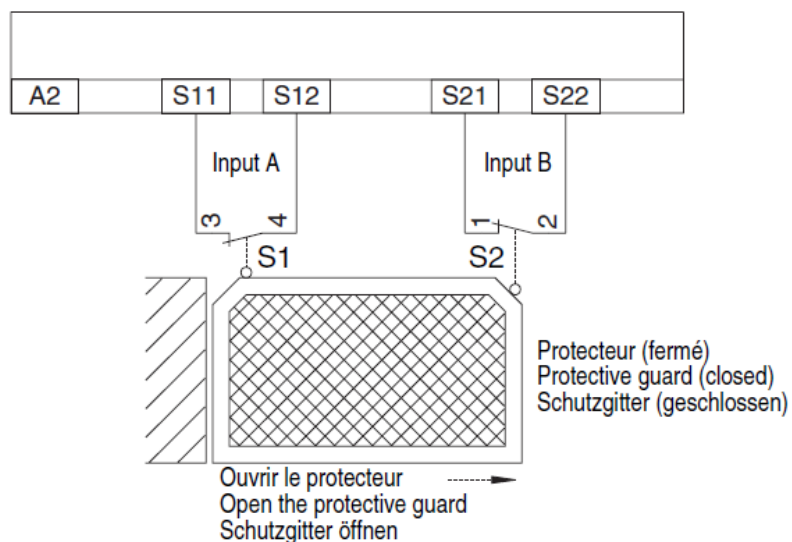 A2 S11 S12 S21 S22
Input A Input B
3 4 1 2
S1 S2
Protecteur (fermé)
Protective guard (closed)
Schutzgitter (geschlossen)
Ouvrir le protecteur
Open the protective guard
Schutzgitter öffnen